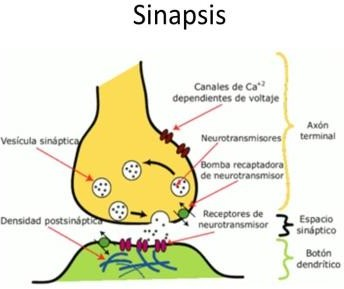 Sinapsis
Canales de Ca+2
dependientes de voltaje
Axón
terminal
Vesícula sináptica
Neurotransmisores
Bomba recaptadora
de neurotransmisor
Densidad postsináptica
Receptores de
neurotransmisor
Espacio
sináptico
Botón
dendrítico